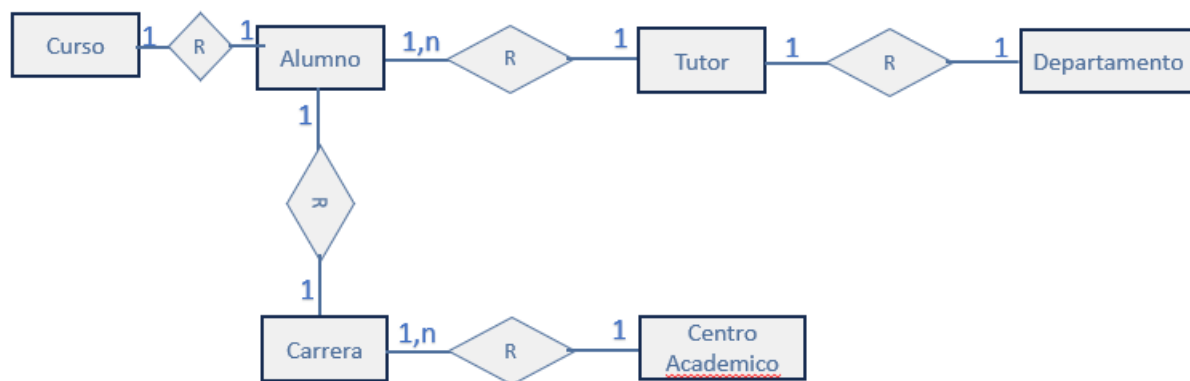 Curso
1
R
1
Alumno
1,n
R
1
Tutor
1
R
1
Departamento
1
R
1
Carrera
1,n
R
1
Centro
Academico